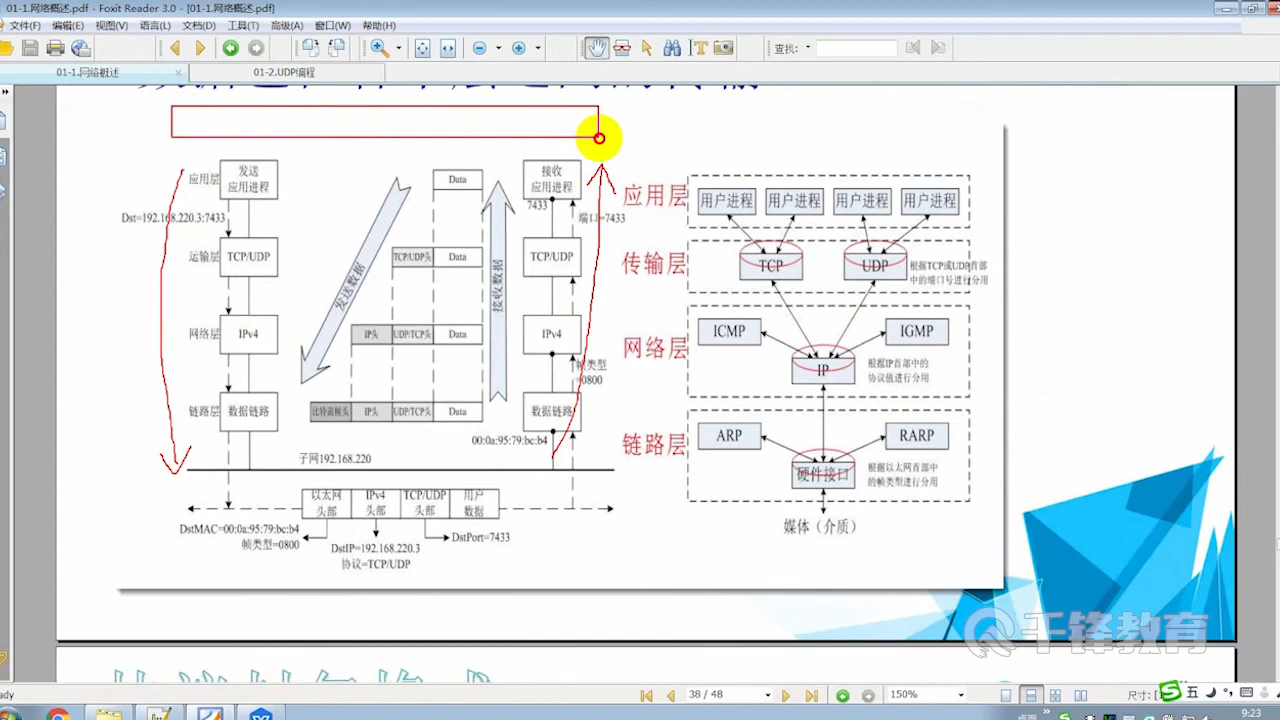 01-1.网络概述.pdf - Foxit Reader 3.0 - [01-1.网络概述.pdf]
文件(F) 编辑(E) 视图(V) 语言(L) 文档(D) 工具(T) 高级(A) 窗口(W) 帮助(H)
查找:
01-1.网络概述
01-2.UDP编程
应用层
发送
应用进程
Data
接收
应用进程
Dst=192.168.220.3:7433
7433
端口=7433
运输层
TCP/UDP
TCP/UDP头
Data
TCP/UDP
发送数据
接收数据
网络层
IPv4
IP头
UDP/TCP头
Data
IPv4
帧类型
=0800
链路层
数据链路
比特流帧头
IP头
UDP/TCP头
Data
数据链路
00:0a:95:79:bc:b4
子网192.168.220
以太网
头部
IPv4
头部
TCP/UDP
头部
用户
数据
DstMAC=00:0a:95:79:bc:b4
帧类型=0800
DstIP=192.168.220.3
协议=TCP/UDP
DstPort=7433
应用层
用户进程
用户进程
用户进程
用户进程
传输层
TCP
UDP
根据TCP或UDP首部
中的端口号进行分用
网络层
ICMP
IGMP
IP
根据IP首部中的
协议值进行分用
链路层
ARP
RARP
硬件接口
根据以太网首部中
的帧类型进行分用
媒体（介质）
千锋教育
eady
38 / 48
150%
尺寸: [
五
9:23